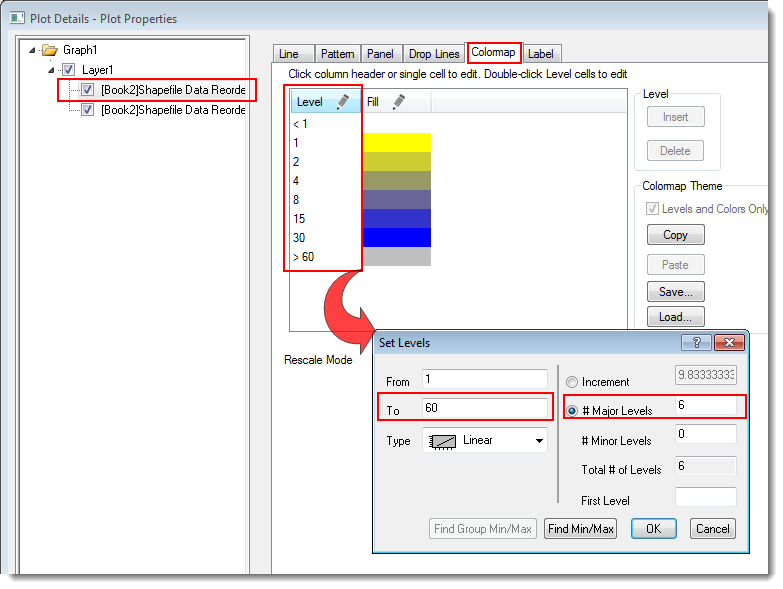 Plot Details - Plot Properties
Graph1
Layer1
[Book2]Shapefile Data Reorde
[Book2]Shapefile Data Reorde
Line Pattern Panel Drop Lines Colormap Label
Click column header or single cell to edit. Double-click Level cells to edit
Level Fill
< 1
1
2
4
8
15
30
> 60
Level
Insert
Delete
Colormap Theme
Levels and Colors Only
Copy
Paste
Save...
Load...
Rescale Mode
Set Levels
From 1
To 60
Type Linear
Increment 9.83333333
# Major Levels 6
# Minor Levels 0
Total # of Levels 6
First Level
Find Group Min/Max Find Min/Max OK Cancel